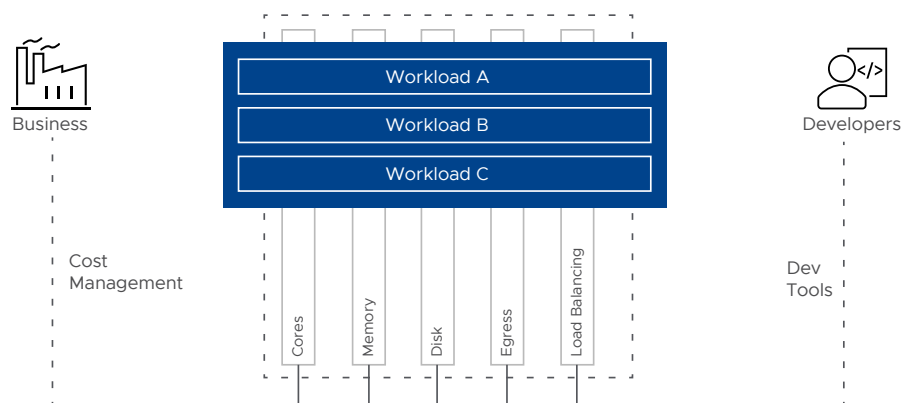 Workload A
Workload B
Workload C
Business
Developers
</>
Cost
Management
Dev
Tools
Cores
Memory
Disk
Egress
Load Balancing